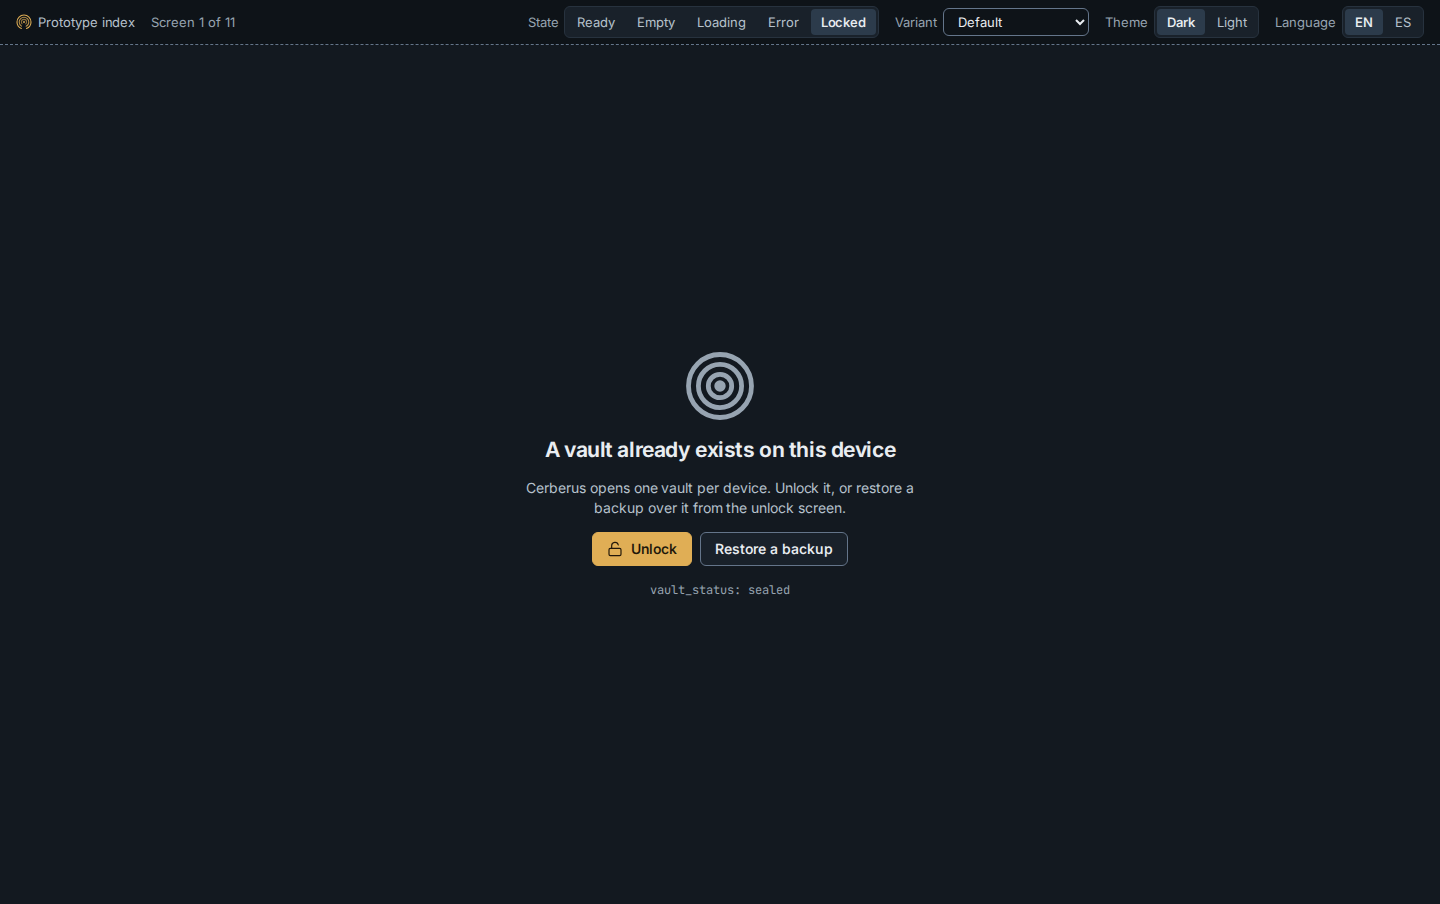 Prototype index Screen 1 of 11 State Ready Empty Loading Error Locked Variant Default Theme Dark Light Language EN ES
A vault already exists on this device
Cerberus opens one vault per device. Unlock it, or restore a
backup over it from the unlock screen.
Unlock Restore a backup
vault_status: sealed